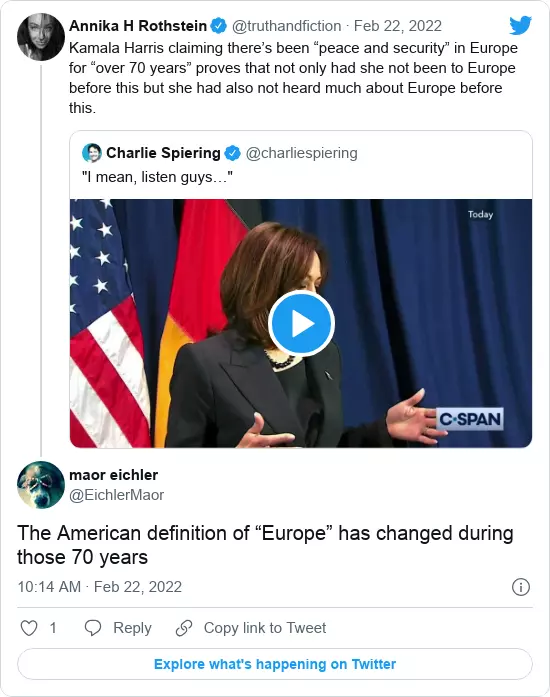 Annika H Rothstein @truthandfiction · Feb 22, 2022
Kamala Harris claiming there’s been “peace and security” in Europe
for “over 70 years” proves that not only had she not been to Europe
before this but she had also not heard much about Europe before
this.
Charlie Spiering @charliespiering
"I mean, listen guys…"
Today
C-SPAN
maor eichler
@EichlerMaor
The American definition of “Europe” has changed during
those 70 years
10:14 AM · Feb 22, 2022
1 Reply Copy link to Tweet
Explore what's happening on Twitter